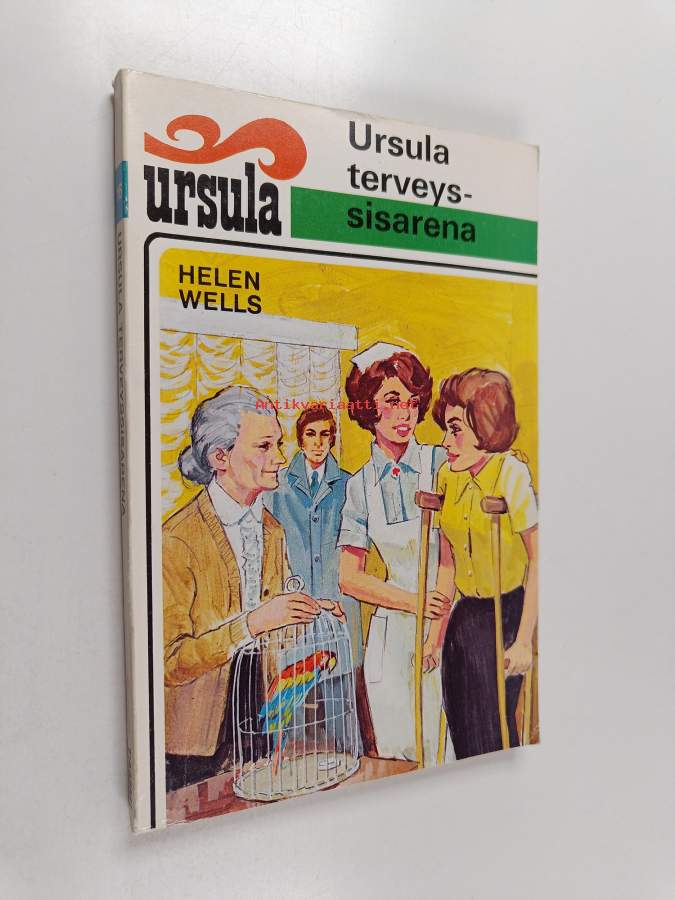 ursula
Ursula
terveys-
sisarena
HELEN
WELLS
Antikvariaatti.net
URSULA TERVEYSSISARENA